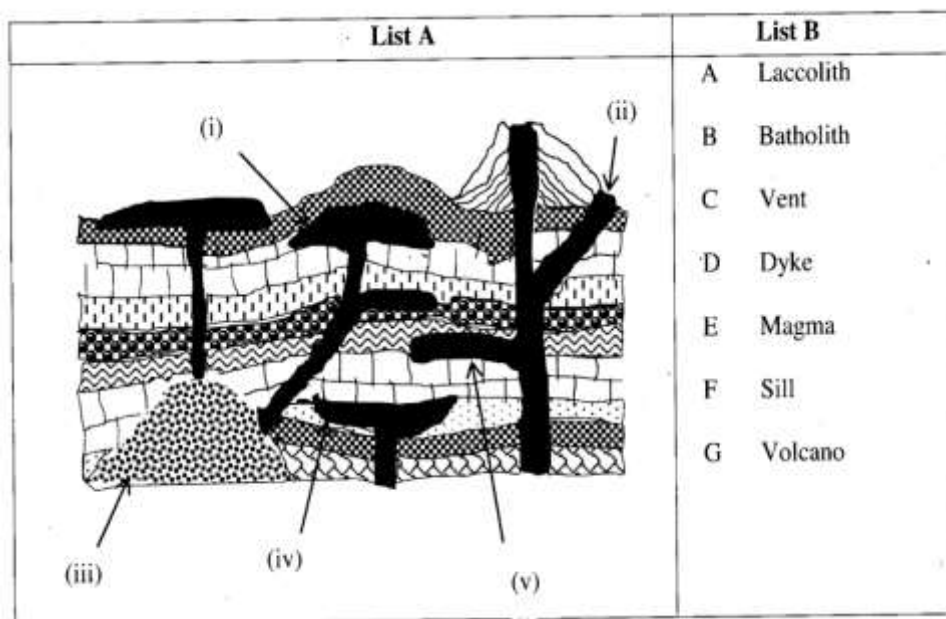 List A
List B
A Laccolith
(i)
(ii)
B Batholith
C Vent
D Dyke
E Magma
F Sill
G Volcano
(iii)
(iv)
(v)